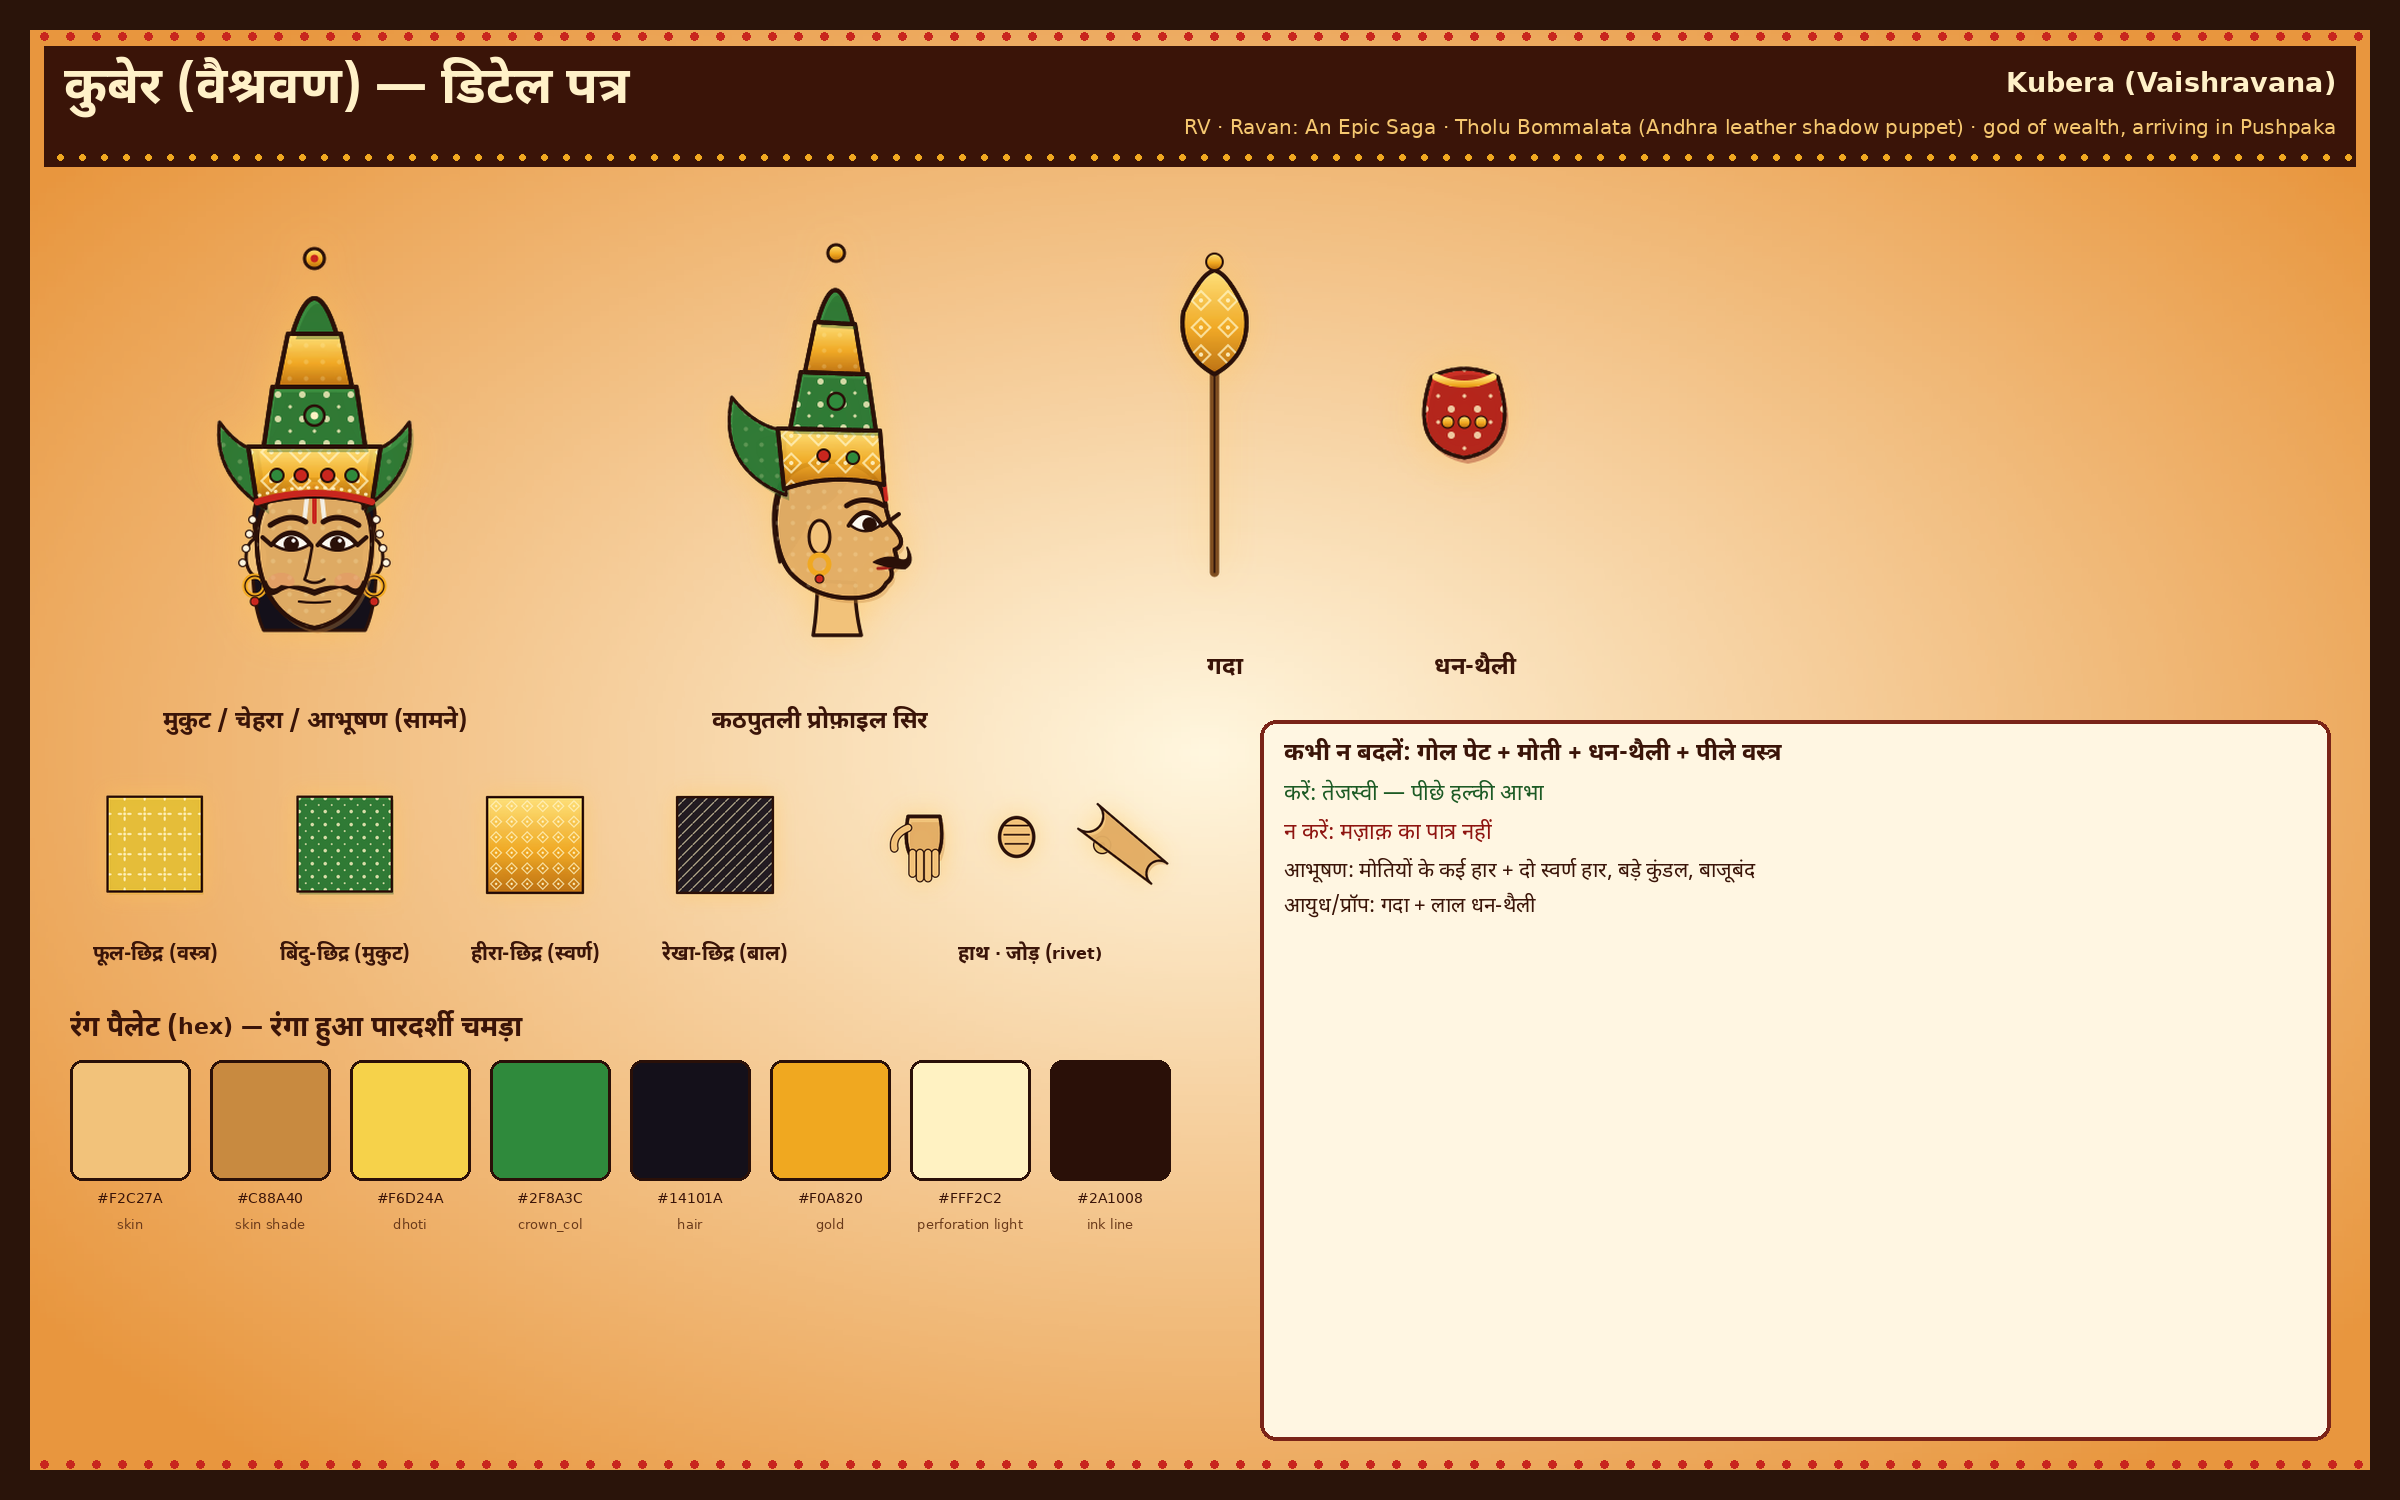 कुबेर (वैश्रवण) — डिटेल पत्र
Kubera (Vaishravana)
RV · Ravan: An Epic Saga · Tholu Bommalata (Andhra leather shadow puppet) · god of wealth, arriving in Pushpaka
गदा
धन-थैली
मुकुट / चेहरा / आभूषण (सामने)
कठपुतली प्रोफ़ाइल सिर
कभी न बदलें: गोल पेट + मोती + धन-थैली + पीले वस्त्र
करें: तेजस्वी — पीछे हल्की आभा
न करें: मज़ाक़ का पात्र नहीं
आभूषण: मोतियों के कई हार + दो स्वर्ण हार, बड़े कुंडल, बाजूबंद
आयुध/प्रॉप: गदा + लाल धन-थैली
फूल-छिद्र (वस्त्र)
बिंदु-छिद्र (मुकुट)
हीरा-छिद्र (स्वर्ण)
रेखा-छिद्र (बाल)
हाथ · जोड़ (rivet)
रंग पैलेट (hex) — रंगा हुआ पारदर्शी चमड़ा
#F2C27A
#C88A40
#F6D24A
#2F8A3C
#14101A
#F0A820
#FFF2C2
#2A1008
skin
skin shade
dhoti
crown_col
hair
gold
perforation light
ink line